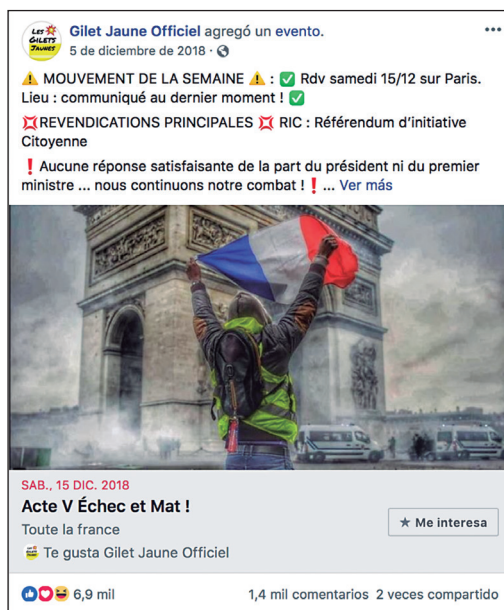 LES
GILETS
JAUNES
Gilet Jaune Officiel agregó un evento.
5 de diciembre de 2018 ·
⚠️ MOUVEMENT DE LA SEMAINE ⚠️ : ✅ Rdv samedi 15/12 sur Paris.
Lieu : communiqué au dernier moment ! ✅
💢REVENDICATIONS PRINCIPALES 💢 RIC : Référendum d'initiative
Citoyenne
❗Aucune réponse satisfaisante de la part du président ni du premier
ministre ... nous continuons notre combat ! ❗ ... Ver más
SAB., 15 DIC. 2018
Acte V Échec et Mat !
Toute la france
★ Me interesa
Te gusta Gilet Jaune Officiel
6,9 mil
1,4 mil comentarios 2 veces compartido